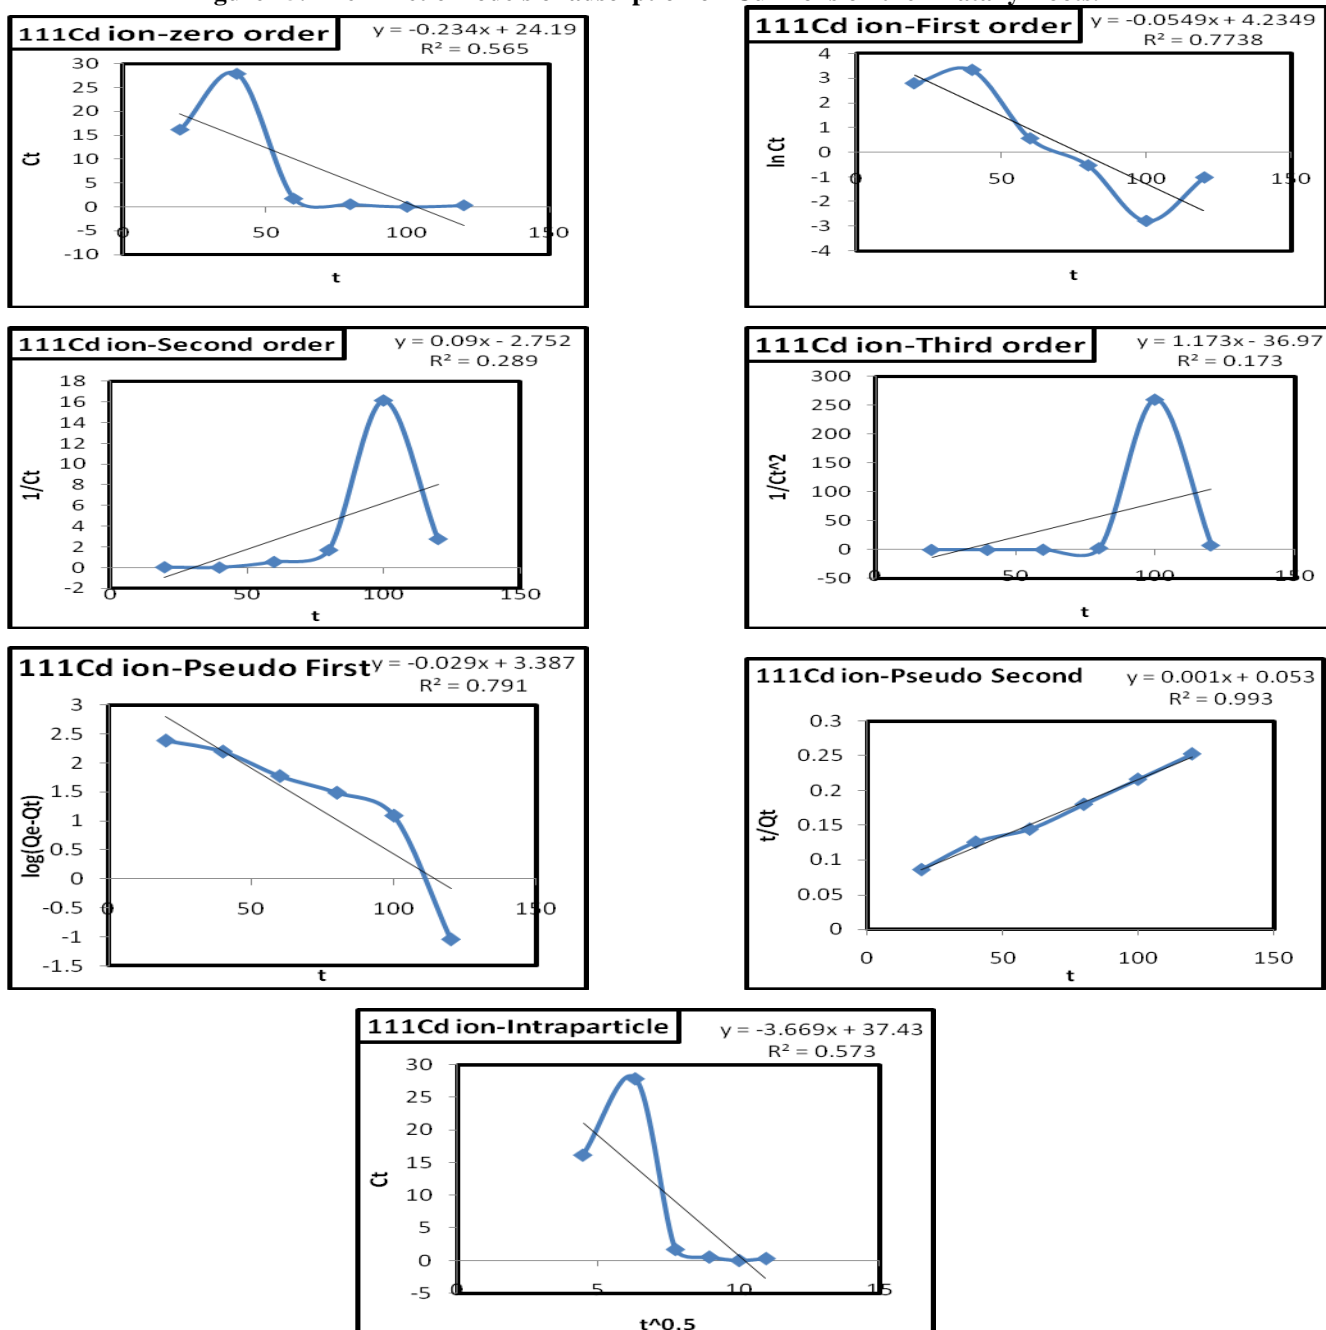 111Cd ion-zero order
y = -0.234x + 24.19
R² = 0.565
30
25
20
15
10
5
0
-5
-10
0
50
100
150
Ct
t
111Cd ion-First order
y = -0.0549x + 4.2349
R² = 0.7738
4
3
2
1
0
-1
-2
-3
-4
0
50
100
150
ln Ct
t
111Cd ion-Second order
y = 0.09x - 2.752
R² = 0.289
18
16
14
12
10
8
6
4
2
0
-2
0
50
100
150
1/Ct
t
111Cd ion-Third order
y = 1.173x - 36.97
R² = 0.173
300
250
200
150
100
50
0
-50
0
50
100
150
1/Ct^2
t
111Cd ion-Pseudo First
y = -0.029x + 3.387
R² = 0.791
3
2.5
2
1.5
1
0.5
0
-0.5
-1
-1.5
0
50
100
150
log(Qe-Qt)
t
111Cd ion-Pseudo Second
y = 0.001x + 0.053
R² = 0.993
0.3
0.25
0.2
0.15
0.1
0.05
0
0
50
100
150
t/Qt
t
111Cd ion-Intraparticle
y = -3.669x + 37.43
R² = 0.573
30
25
20
15
10
5
0
-5
0
5
10
15
Ct
t^0.5